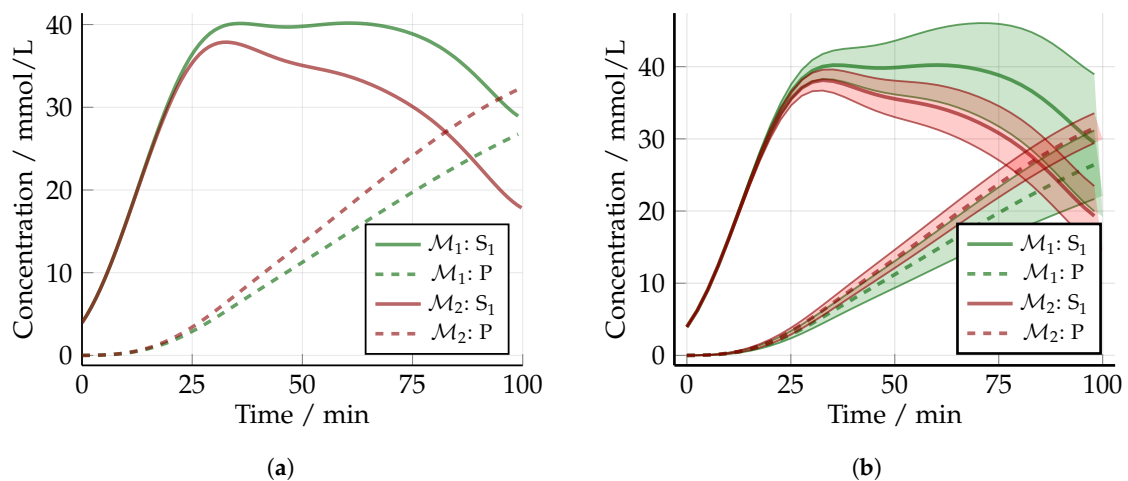 Concentration / mmol/L
40
30
20
10
0
0
25
50
75
100
Time / min
ℳ₁: S₁
ℳ₁: P
ℳ₂: S₁
ℳ₂: P
(a)
Concentration / mmol/L
40
30
20
10
0
0
25
50
75
100
Time / min
ℳ₁: S₁
ℳ₁: P
ℳ₂: S₁
ℳ₂: P
(b)